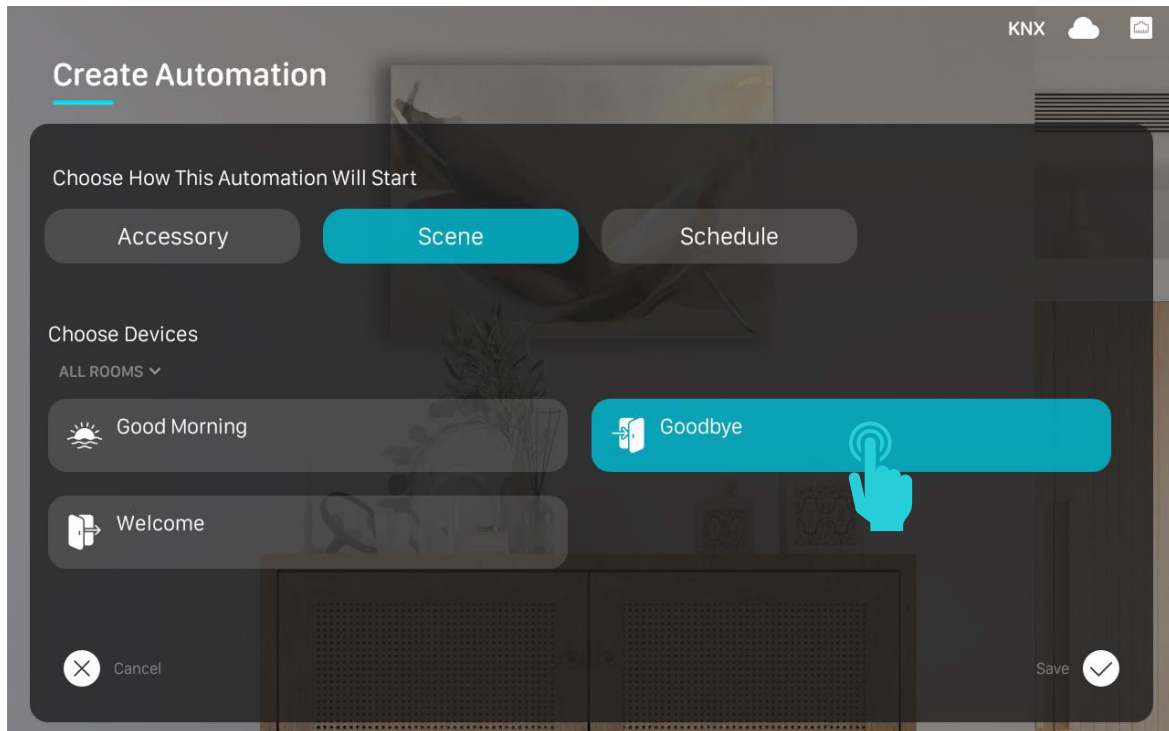 KNX
Create Automation
Choose How This Automation Will Start
Accessory Scene Schedule
Choose Devices
ALL ROOMS
Good Morning Goodbye
Welcome
Cancel Save